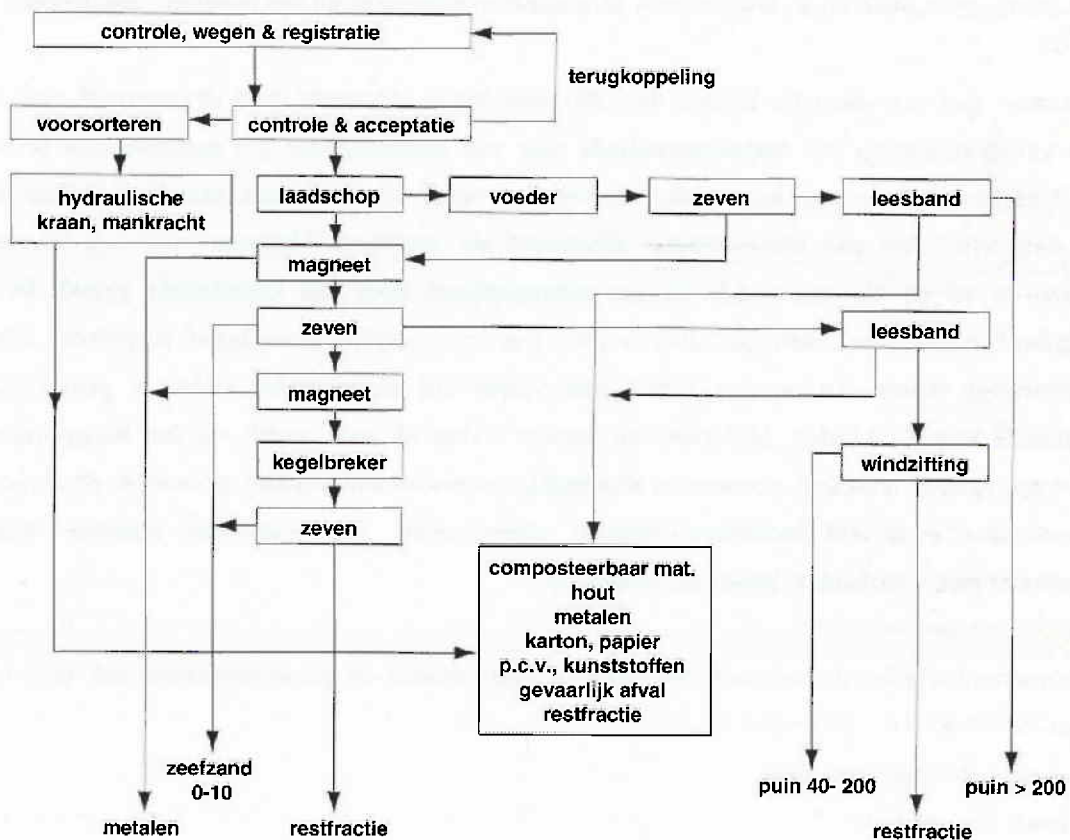 controle, wegen & registratie
terugkoppeling
voorsorteren
controle & acceptatie
hydraulische
kraan, mankracht
laadschop
voeder
zeven
leesband
magneet
zeven
leesband
magneet
kegelbreker
windzifting
zeven
composteerbaar mat.
hout
metalen
karton, papier
p.c.v., kunststoffen
gevaarlijk afval
restfractie
zeefzand
0-10
puin 40- 200
puin > 200
metalen
restfractie
restfractie